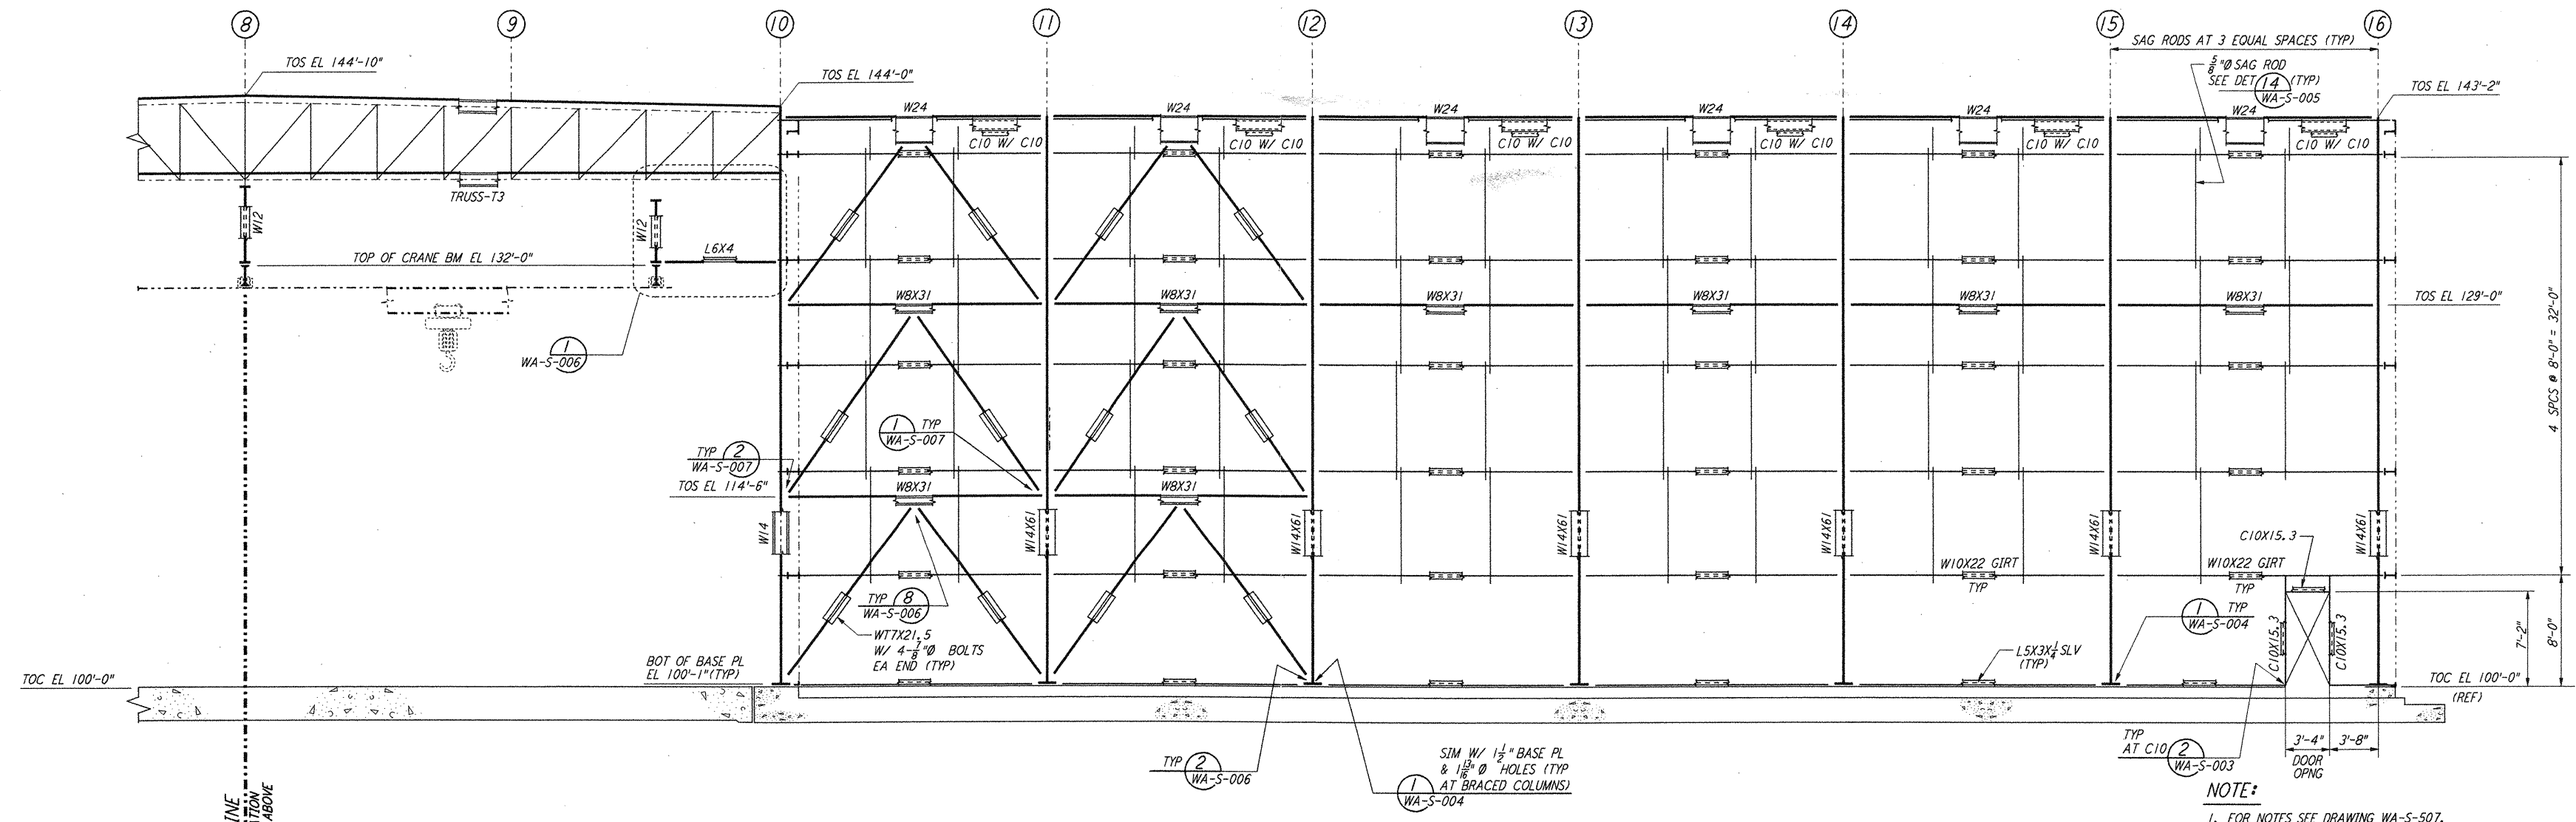 8 9 10 11 12 13 14 15 16
TOS EL 144'-10"
TOS EL 144'-0"
SAG RODS AT 3 EQUAL SPACES (TYP)
5/8"Ø SAG ROD
SEE DET 14 (TYP)
WA-S-005
TOS EL 143'-2"
W24 W24 W24 W24 W24 W24
C10 W/ C10 C10 W/ C10 C10 W/ C10 C10 W/ C10 C10 W/ C10 C10 W/ C10
TRUSS-T3
W12
W12
L6X4
TOP OF CRANE BM EL 132'-0"
W8X31 W8X31 W8X31 W8X31 W8X31 W8X31
TOS EL 129'-0"
4 SPCS @ 8'-0" = 32'-0"
1
WA-S-006
1 TYP
WA-S-007
TYP 2
WA-S-007
TOS EL 114'-6"
W8X31 W8X31
W14 W14X61 W14X61 W14X61 W14X61 W14X61 W14X61
C10X15.3
W10X22 GIRT
TYP
W10X22 GIRT
TYP
TYP 8
WA-S-006
WT7X21.5
W/ 4-7/8"Ø BOLTS
EA END (TYP)
1 TYP
WA-S-004
C10X15.3
C10X15.3
7'-2"
8'-0"
L5X3X1/4 SLV
(TYP)
BOT OF BASE PL
EL 100'-1"(TYP)
TOC EL 100'-0"
TOC EL 100'-0"
(REF)
TYP 2
WA-S-006
SIM W/ 1 1/2" BASE PL
& 1 13/16" Ø HOLES (TYP
AT BRACED COLUMNS)
1
WA-S-004
TYP
AT C10 2
WA-S-003
3'-4"
3'-8"
DOOR
OPNG
NOTE:
1. FOR NOTES SEE DRAWING WA-S-507.
INE
ATION
ABOVE